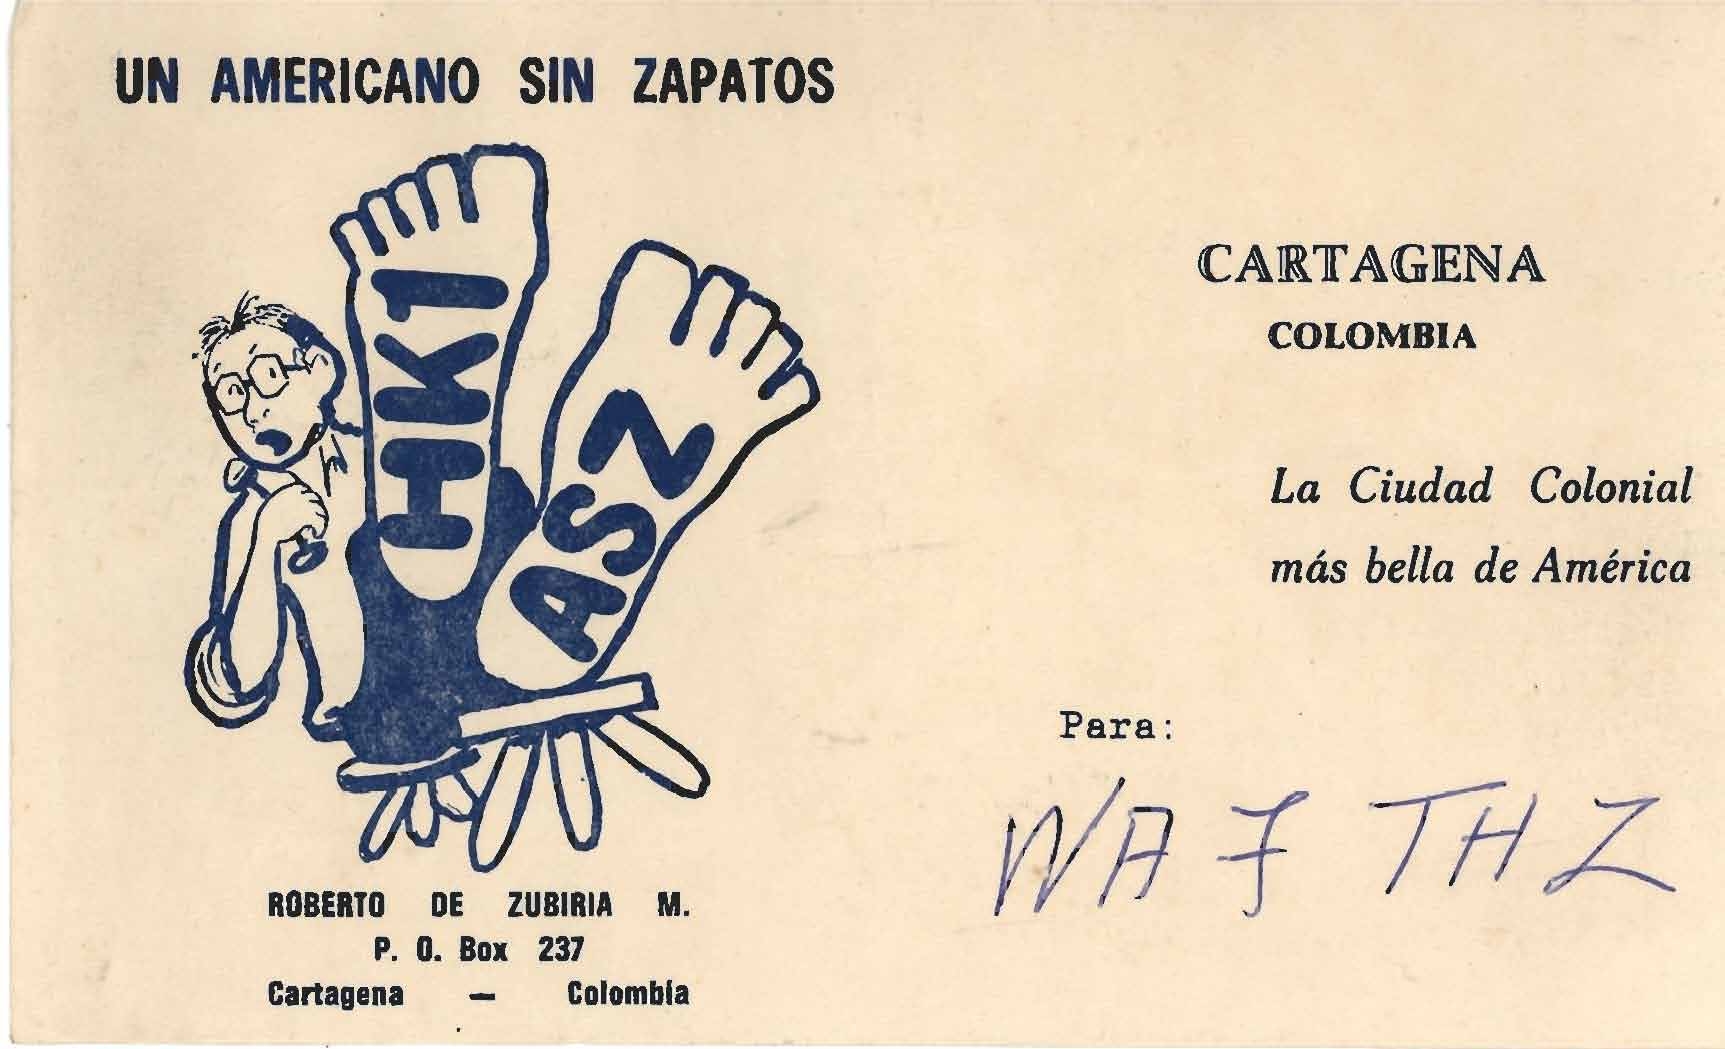 UN AMERICANO SIN ZAPATOS
HK1
ASZ
ROBERTO DE ZUBIRIA M.
P. O. Box 237
Cartagena — Colombia
CARTAGENA
COLOMBIA
La Ciudad Colonial
más bella de América
Para:
WA7THZ